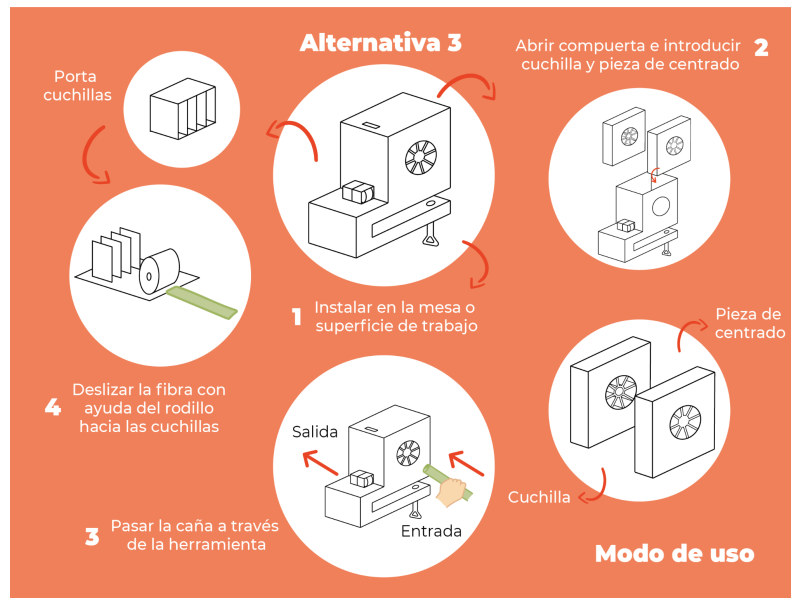 Alternativa 3
Porta
cuchillas
Abrir compuerta e introducir
cuchilla y pieza de centrado
2
1
Instalar en la mesa o
superficie de trabajo
Pieza de
centrado
4
Deslizar la fibra con
ayuda del rodillo
hacia las cuchillas
Salida
Entrada
Cuchilla
3
Pasar la caña a través
de la herramienta
Modo de uso